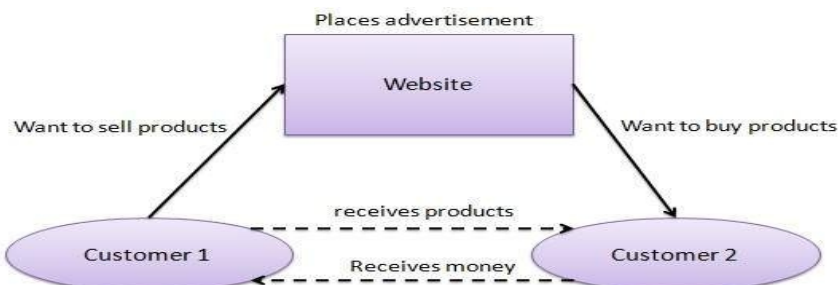 Places advertisement
Website
Want to sell products
Want to buy products
receives products
Customer 1
Customer 2
Receives money